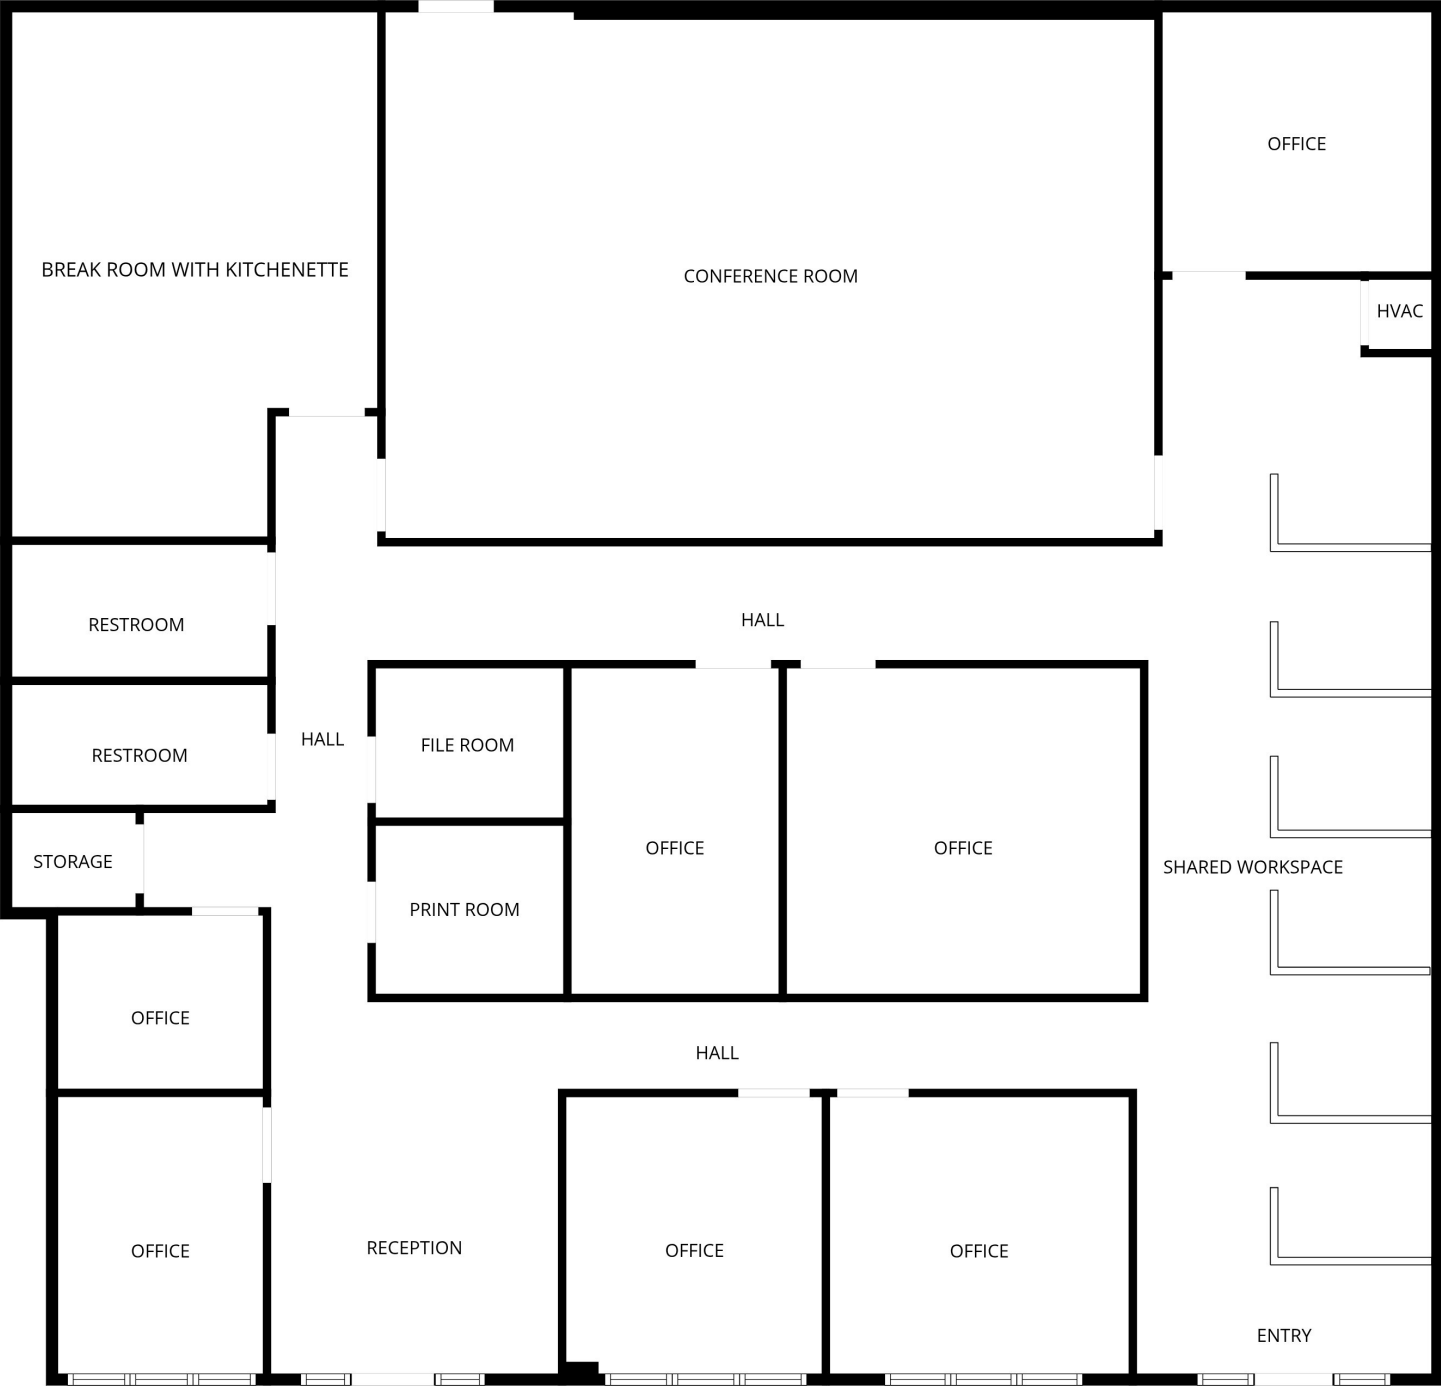 OFFICE
BREAK ROOM WITH KITCHENETTE
CONFERENCE ROOM
HVAC
RESTROOM
HALL
HALL
FILE ROOM
RESTROOM
OFFICE
OFFICE
STORAGE
SHARED WORKSPACE
PRINT ROOM
OFFICE
HALL
OFFICE
RECEPTION
OFFICE
OFFICE
ENTRY